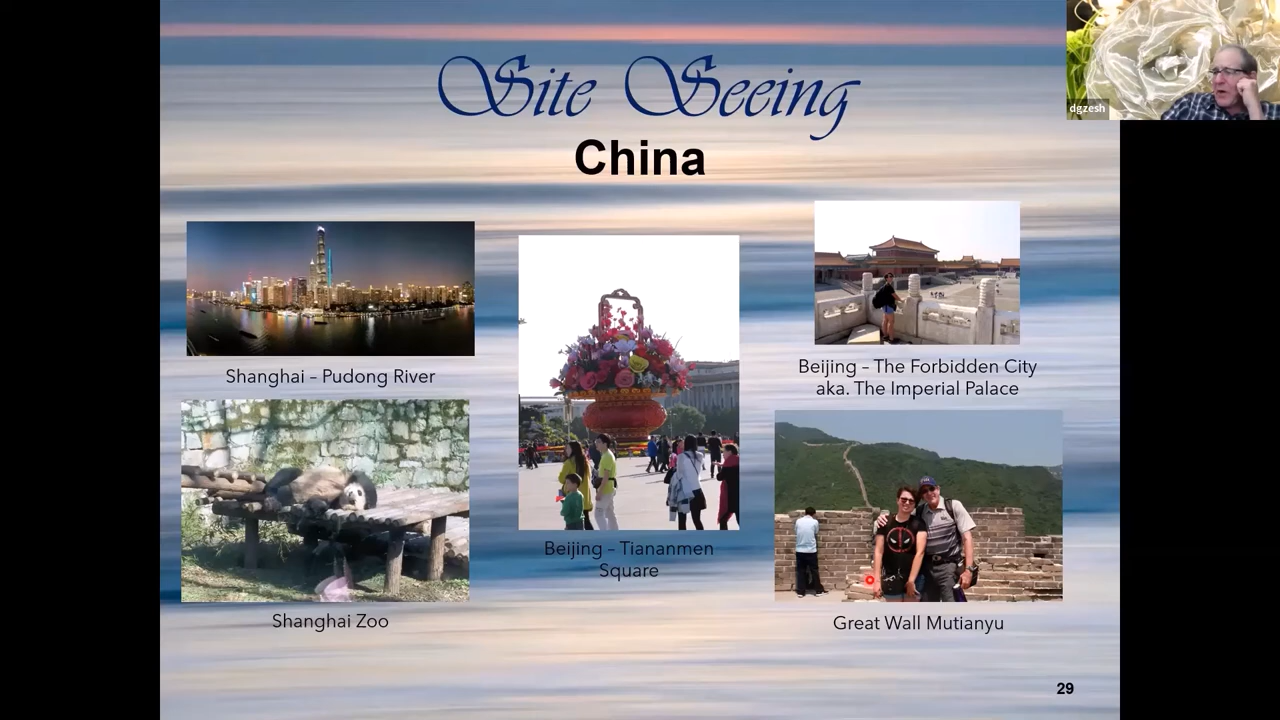 Site Seeing
China
dgzesh
Shanghai – Pudong River
Shanghai Zoo
Beijing – Tiananmen
Square
Beijing – The Forbidden City
aka. The Imperial Palace
Great Wall Mutianyu
29